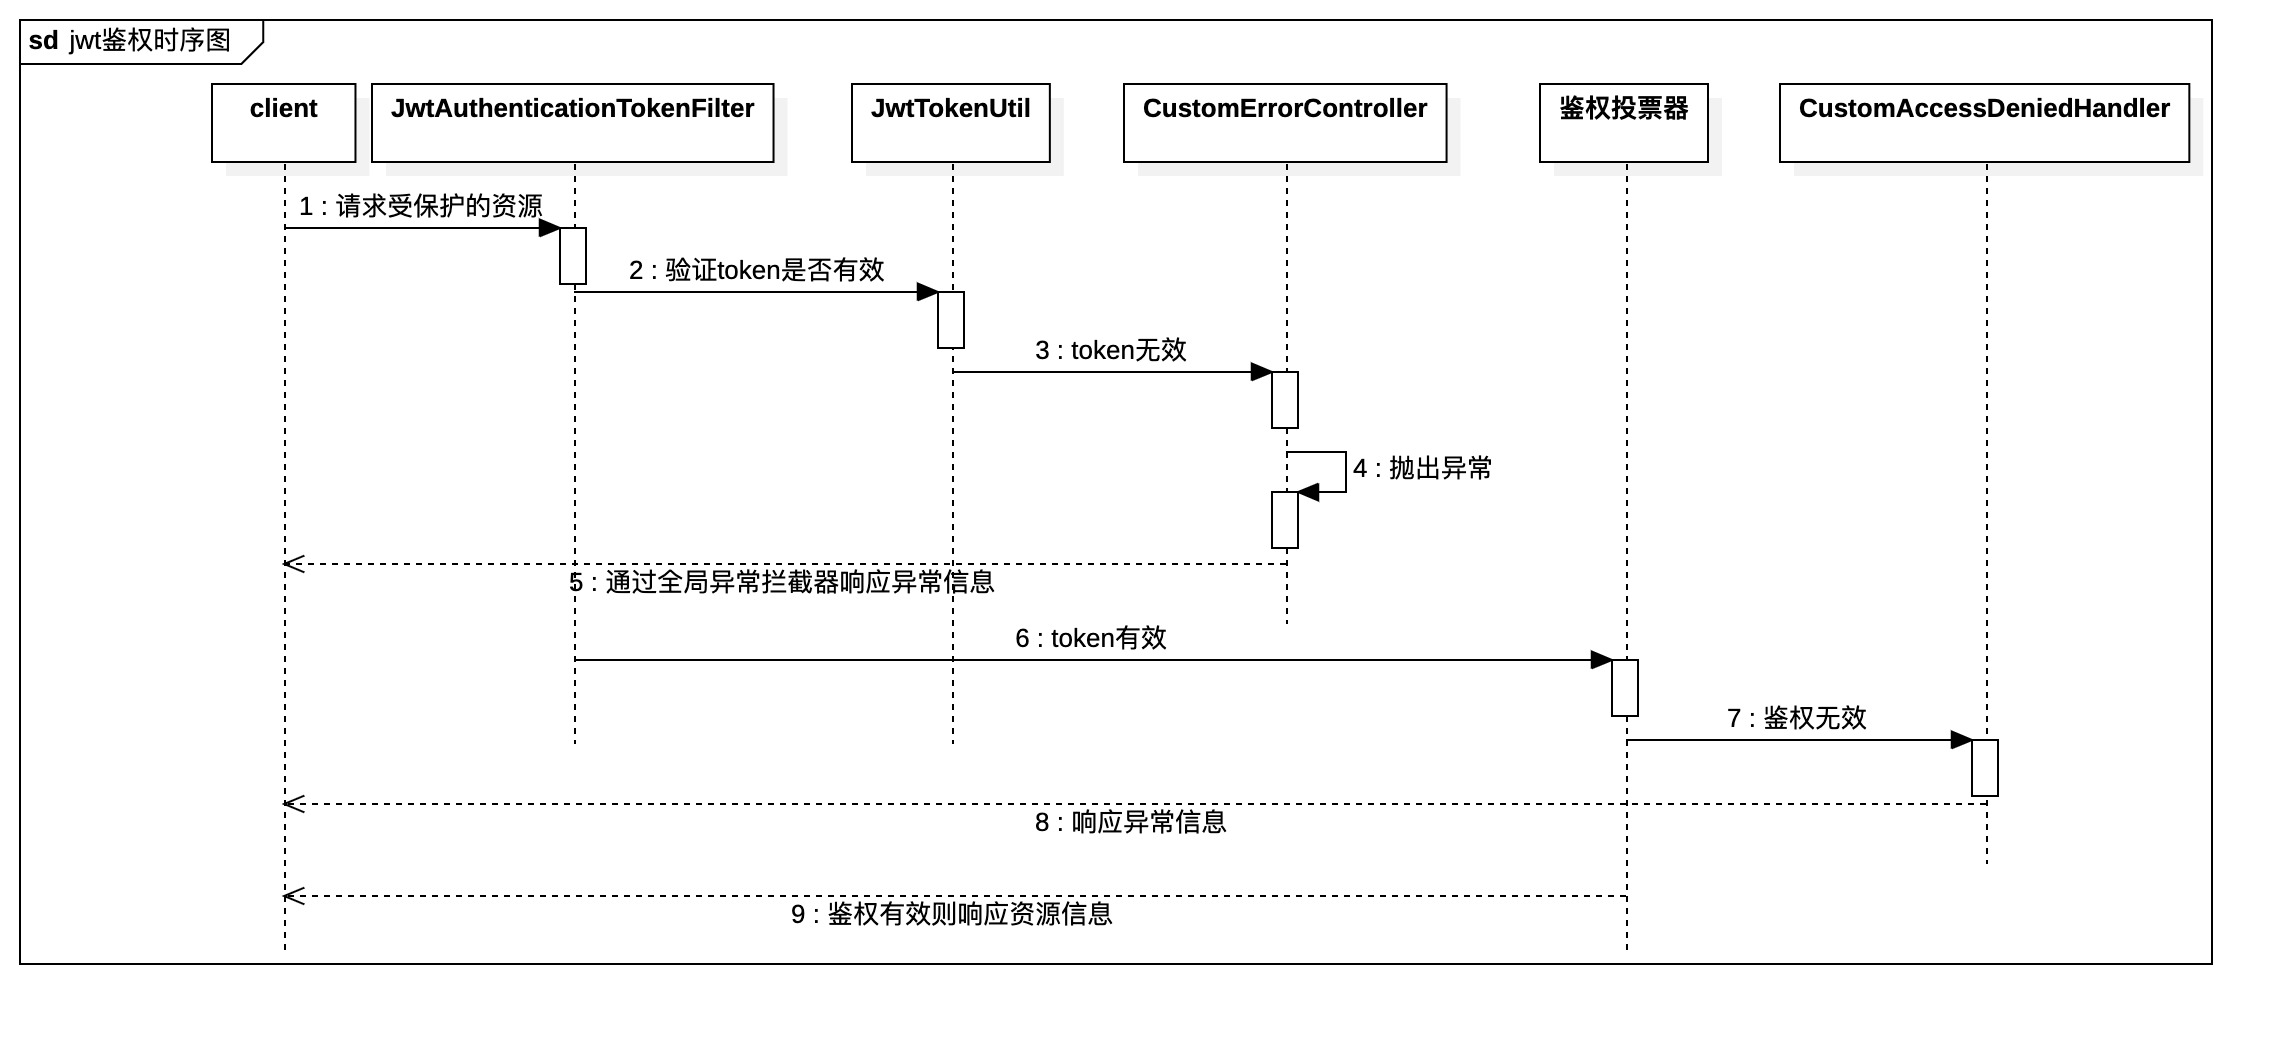 sd jwt鉴权时序图
client
JwtAuthenticationTokenFilter
JwtTokenUtil
CustomErrorController
鉴权投票器
CustomAccessDeniedHandler
1 : 请求受保护的资源
2 : 验证token是否有效
3 : token无效
4 : 抛出异常
5 : 通过全局异常拦截器响应异常信息
6 : token有效
7 : 鉴权无效
8 : 响应异常信息
9 : 鉴权有效则响应资源信息